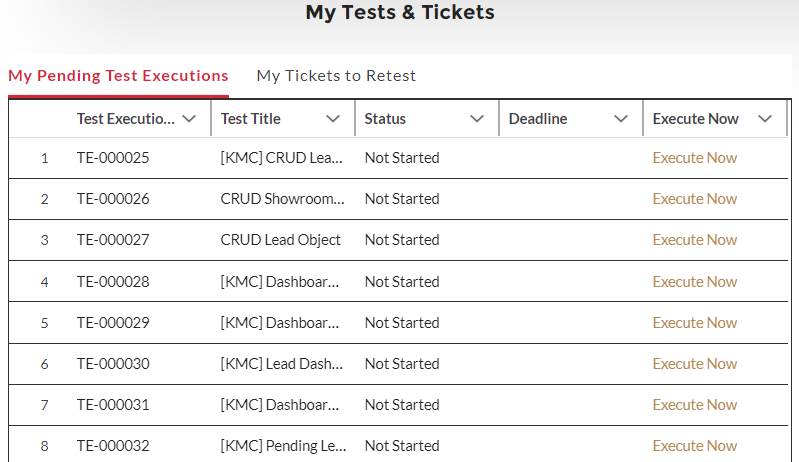 My Tests & Tickets
My Pending Test Executions My Tickets to Retest
Test Executio... Test Title Status Deadline Execute Now
1 TE-000025 [KMC] CRUD Lea... Not Started Execute Now
2 TE-000026 CRUD Showroom... Not Started Execute Now
3 TE-000027 CRUD Lead Object Not Started Execute Now
4 TE-000028 [KMC] Dashboar... Not Started Execute Now
5 TE-000029 [KMC] Dashboar... Not Started Execute Now
6 TE-000030 [KMC] Lead Dash... Not Started Execute Now
7 TE-000031 [KMC] Dashboar... Not Started Execute Now
8 TE-000032 [KMC] Pending Le... Not Started Execute Now